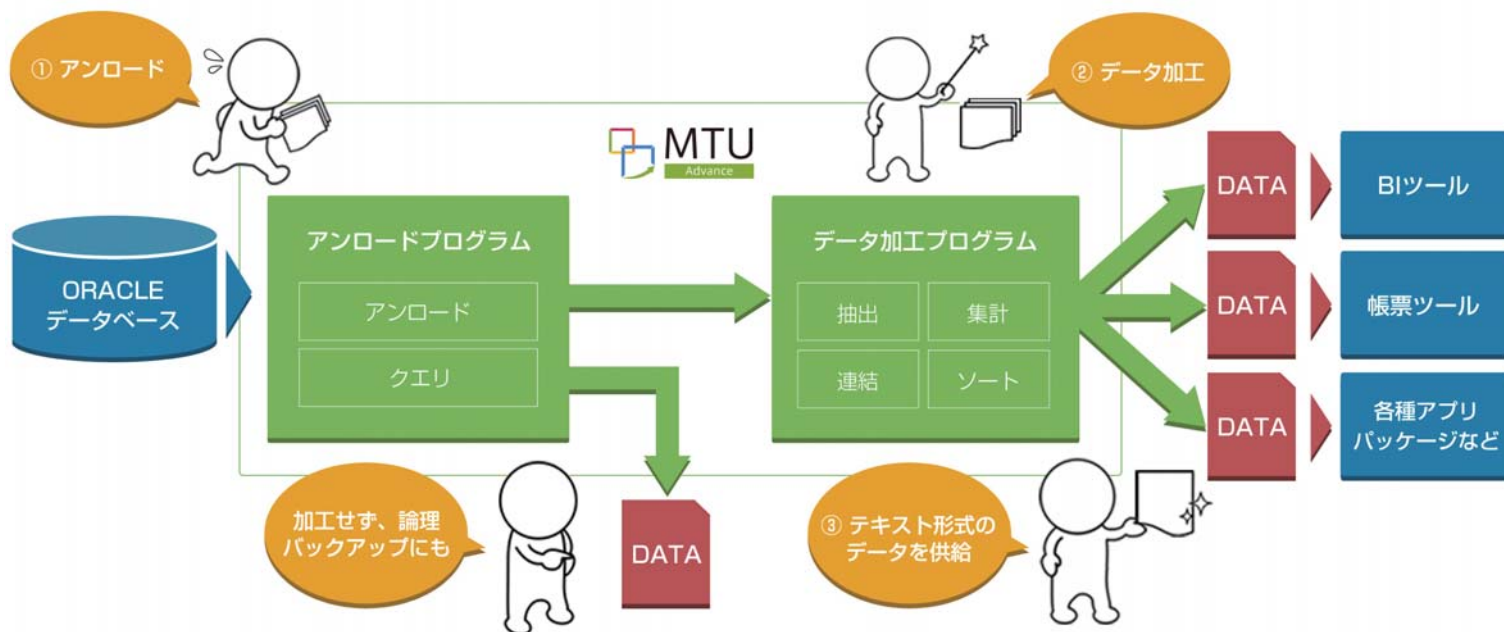 ① アンロード
② データ加工
MTU
Advance
ORACLE
データベース
アンロードプログラム
アンロード
クエリ
データ加工プログラム
抽出
集計
連結
ソート
DATA
BIツール
DATA
帳票ツール
DATA
各種アプリ
パッケージなど
加工せず、論理
バックアップにも
DATA
③ テキスト形式の
データを供給